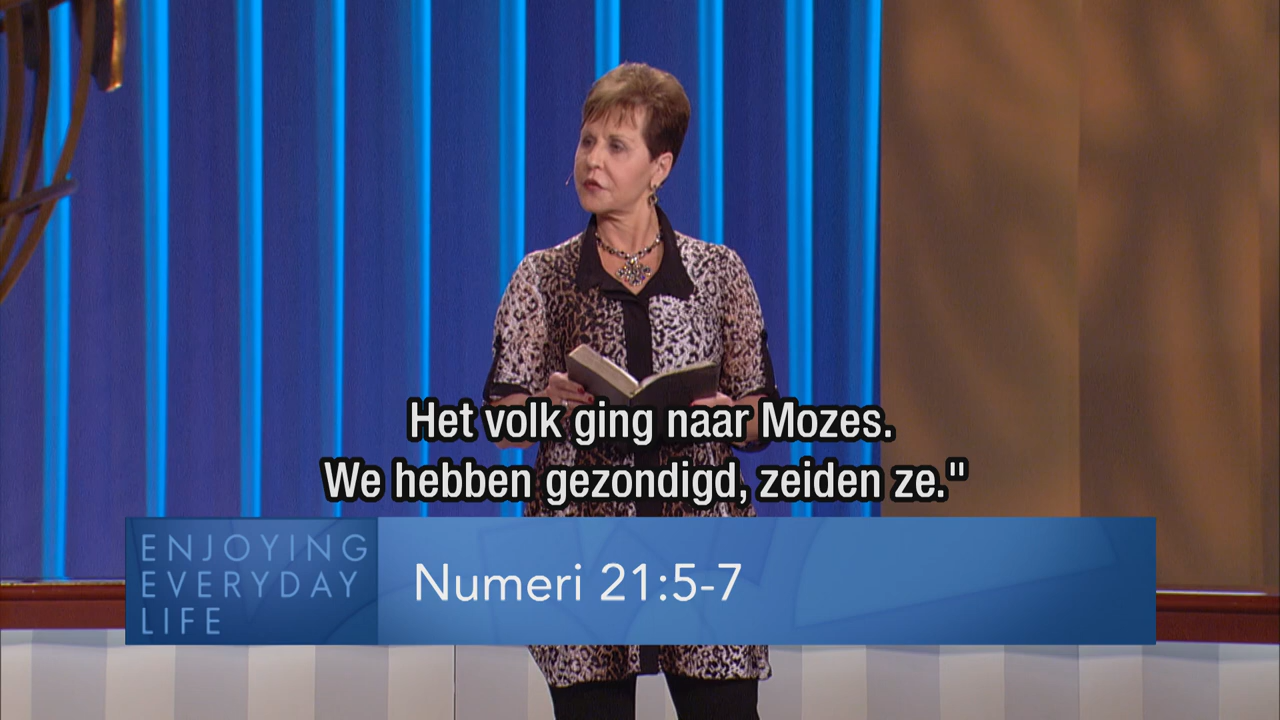 Het volk ging naar Mozes.
We hebben gezondigd, zeiden ze."
ENJOYING
EVERYDAY
LIFE
Numeri 21:5-7